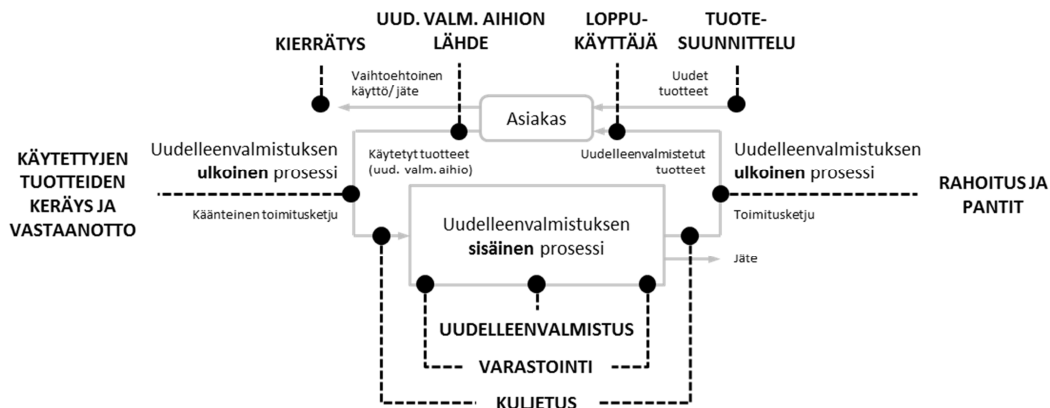 UUD. VALM. AIHION
LÄHDE
LOPPU-
KÄYTTÄJÄ
TUOTE-
SUUNNITTELU
KIERRÄTYS
Vaihtoehtoinen
käyttö/ jäte
Uudet
tuotteet
Asiakas
KÄYTETTYJEN
TUOTTEIDEN
KERÄYS JA
VASTAANOTTO
Uudelleenvalmistuksen
ulkoinen prosessi
Käänteinen toimitusketju
Käytetyt tuotteet
(uud. valm. aihio)
Uudelleenvalmistetut
tuotteet
Uudelleenvalmistuksen
ulkoinen prosessi
Toimitusketju
RAHOITUS JA
PANTIT
Uudelleenvalmistuksen
sisäinen prosessi
Jäte
UUDELLEENVALMISTUS
VARASTOINTI
KULJETUS